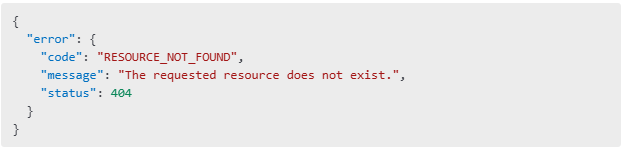 {
  "error": {
    "code": "RESOURCE_NOT_FOUND",
    "message": "The requested resource does not exist.",
    "status": 404
  }
}